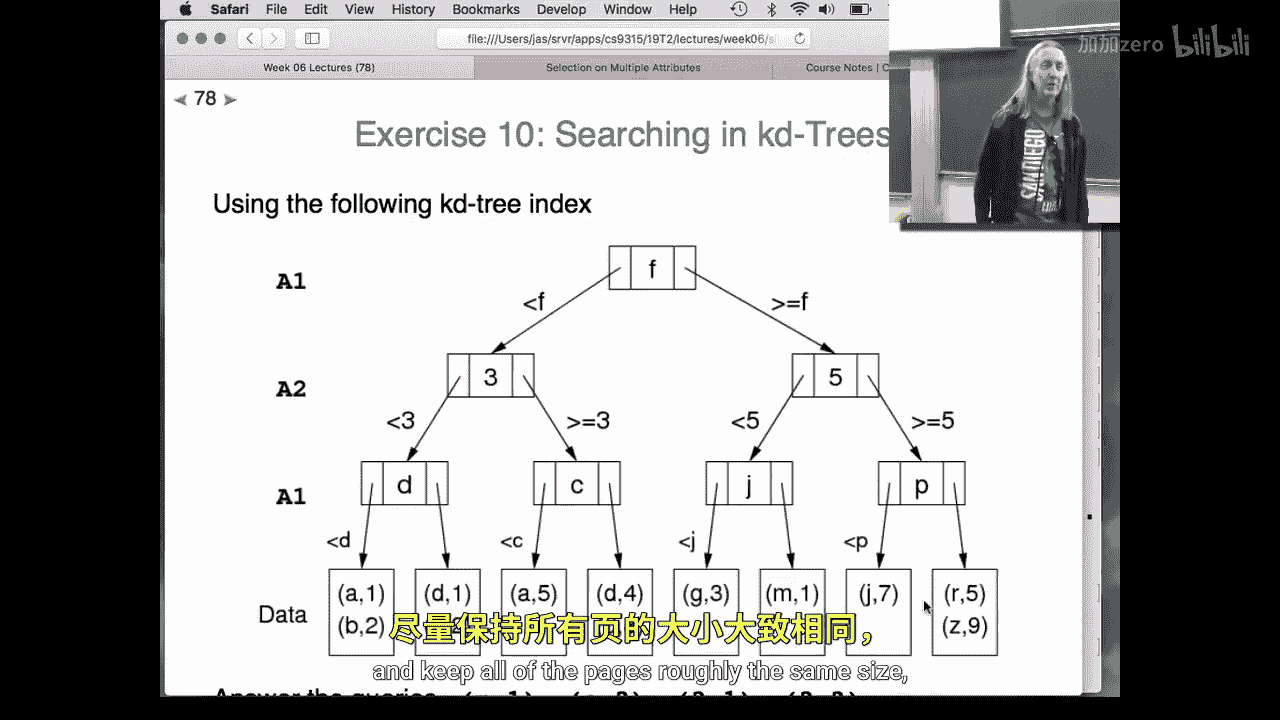 Safari File Edit View History Bookmarks Develop Window Help
file:///Users/jas/srvr/apps/cs9315/19T2/lectures/week06/
Week 06 Lectures (78)
Selection on Multiple Attributes
Course Notes | C
加加zero bilibili
SAN DIEGO
78
Exercise 10: Searching in kd-Trees
Using the following kd-tree index
A1
f
<f
>=f
A2
3
5
<3
>=3
<5
>=5
A1
d
c
j
p
<d
<c
<j
<p
Data
(a,1) (d,1) (a,5) (d,4) (g,3) (m,1) (j,7) (r,5)
(b,2) (z,9)
尽量保持所有页的大小大致相同，
and keep all of the pages roughly the same size,